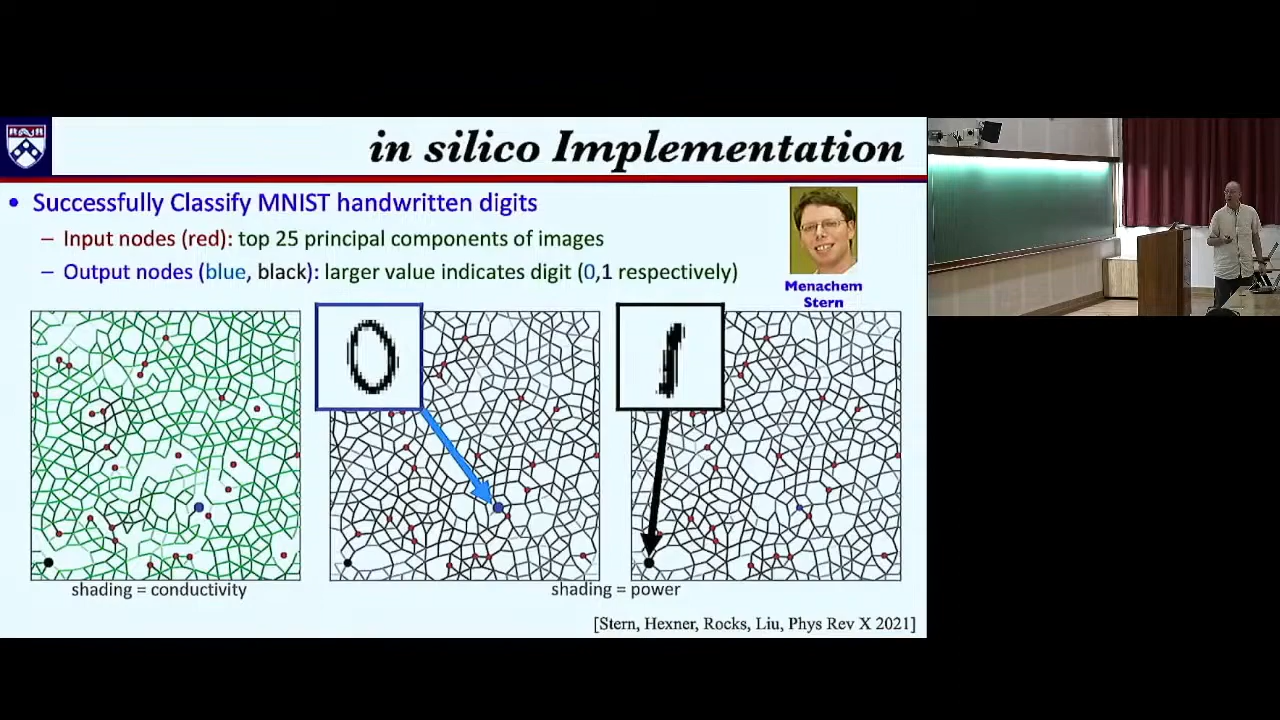 in silico Implementation
• Successfully Classify MNIST handwritten digits
– Input nodes (red): top 25 principal components of images
– Output nodes (blue, black): larger value indicates digit (0,1 respectively)
Menachem
Stern
0
1
shading = conductivity
shading = power
[Stern, Hexner, Rocks, Liu, Phys Rev X 2021]